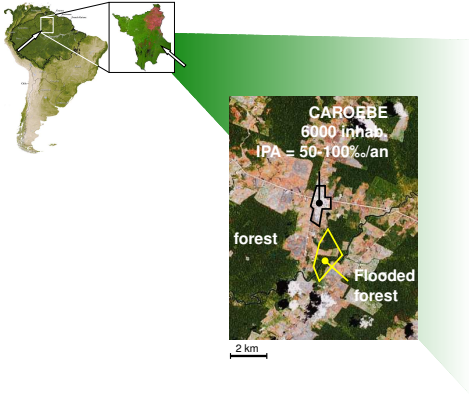 CAROEBE
6000 inhab.
IPA = 50-100‰/an
forest
Flooded
forest
2 km